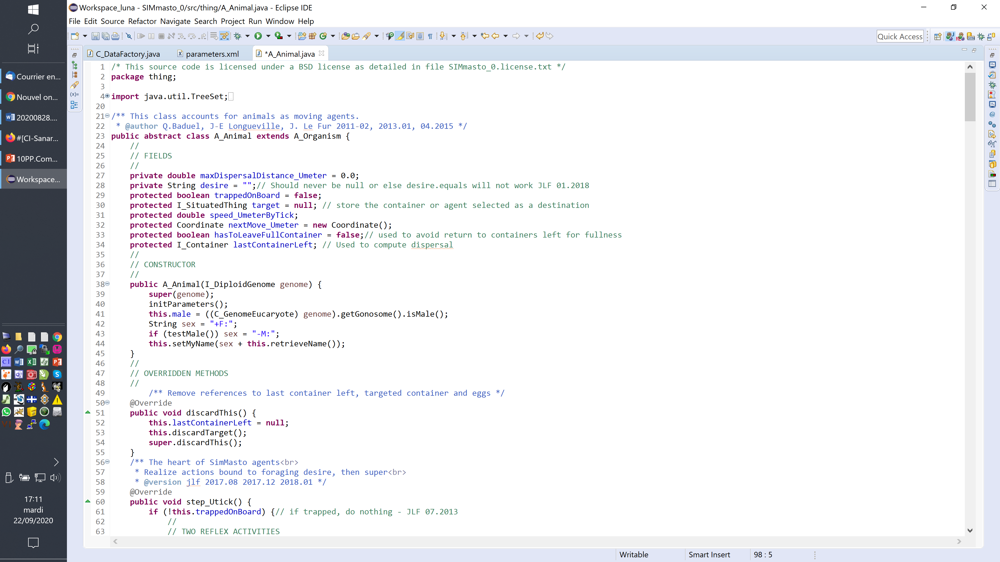 Workspace_luna - SIMmasto_0/src/thing/A_Animal.java - Eclipse IDE
File Edit Source Refactor Navigate Search Project Run Window Help
Quick Access
C_DataFactory.java
parameters.xml
*A_Animal.java
Courrier en...
Nouvel on...
20200828....
#[CI-Sanar...
10PP.Com...
Workspace...
1 /* This source code is licensed under a BSD license as detailed in file SIMmasto_0.license.txt */
2 package thing;
3
4 import java.util.TreeSet;
20
21 /** This class accounts for animals as moving agents.
22 * @author Q.Baduel, J-E Longueville, J. Le Fur 2011-02, 2013.01, 04.2015 */
23 public abstract class A_Animal extends A_Organism {
24 //
25 // FIELDS
26 //
27 private double maxDispersalDistance_Umeter = 0.0;
28 private String desire = "";// Should never be null or else desire.equals will not work JLF 01.2018
29 protected boolean trappedOnBoard = false;
30 protected I_SituatedThing target = null; // store the container or agent selected as a destination
31 protected double speed_UmeterByTick;
32 protected Coordinate nextMove_Umeter = new Coordinate();
33 protected boolean hasToLeaveFullContainer = false;// used to avoid return to containers left for fullness
34 protected I_Container lastContainerLeft; // Used to compute dispersal
35 //
36 // CONSTRUCTOR
37 //
38 public A_Animal(I_DiploidGenome genome) {
39 super(genome);
40 initParameters();
41 this.male = ((C_GenomeEucaryote) genome).getGonosome().isMale();
42 String sex = "+F:";
43 if (testMale()) sex = "-M:";
44 this.setMyName(sex + this.retrieveName());
45 }
46 //
47 // OVERRIDDEN METHODS
48 //
49 /** Remove references to last container left, targeted container and eggs */
50 @Override
51 public void discardThis() {
52 this.lastContainerLeft = null;
53 this.discardTarget();
54 super.discardThis();
55 }
56 /** The heart of SimMasto agents<br>
57 * Realize actions bound to foraging desire, then super<br>
58 * @version jlf 2017.08 2017.12 2018.01 */
59 @Override
60 public void step_Utick() {
61 if (!this.trappedOnBoard) {// if trapped, do nothing - JLF 07.2013
62 //
63 // TWO REFLEX ACTIVITIES
17:11
mardi
22/09/2020
Writable
Smart Insert
98 : 5